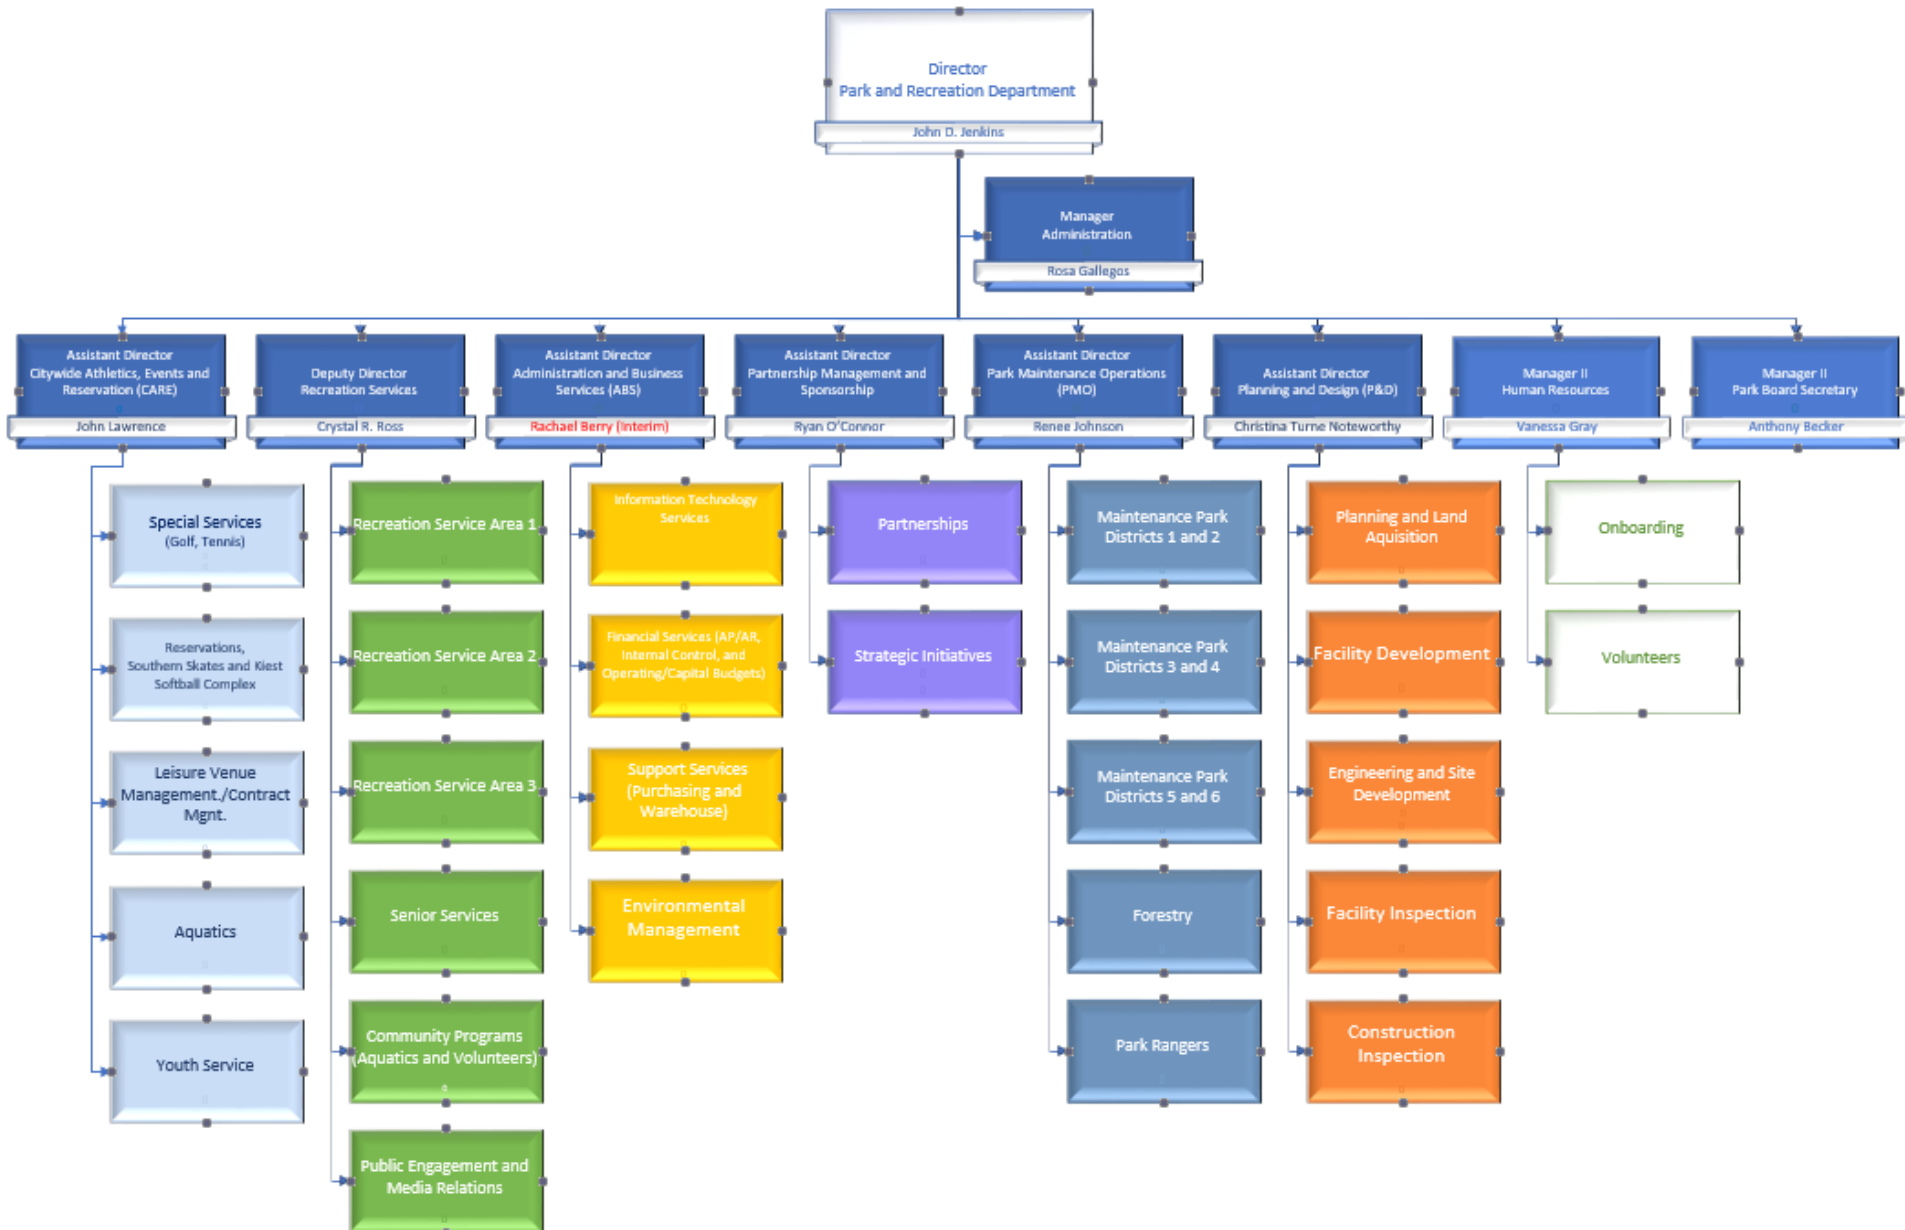 Director
Park and Recreation Department
John D. Jenkins
Manager
Administration
Rosa Gallegos
Assistant Director
Citywide Athletics, Events and
Reservation (CARE)
John Lawrence
Deputy Director
Recreation Services
Crystal R. Ross
Assistant Director
Administration and Business
Services (ABS)
Rachael Berry (Interim)
Assistant Director
Partnership Management and
Sponsorship
Ryan O'Connor
Assistant Director
Park Maintenance Operations
(PMO)
Renee Johnson
Assistant Director
Planning and Design (P&D)
Christina Turne Noteworthy
Manager II
Human Resources
Vanessa Gray
Manager II
Park Board Secretary
Anthony Becker
Special Services
(Golf, Tennis)
Reservations,
Southern Skates and Kiest
Softball Complex
Leisure Venue
Management./Contract
Mgnt.
Aquatics
Youth Service
Recreation Service Area 1
Recreation Service Area 2
Recreation Service Area 3
Senior Services
Community Programs
(Aquatics and Volunteers)
Public Engagement and
Media Relations
Information Technology
Services
Financial Services (AP/AR,
Internal Control, and
Operating/Capital Budgets)
Support Services
(Purchasing and
Warehouse)
Environmental
Management
Partnerships
Strategic Initiatives
Maintenance Park
Districts 1 and 2
Maintenance Park
Districts 3 and 4
Maintenance Park
Districts 5 and 6
Forestry
Park Rangers
Planning and Land
Aquisition
Facility Development
Engineering and Site
Development
Facility Inspection
Construction
Inspection
Onboarding
Volunteers